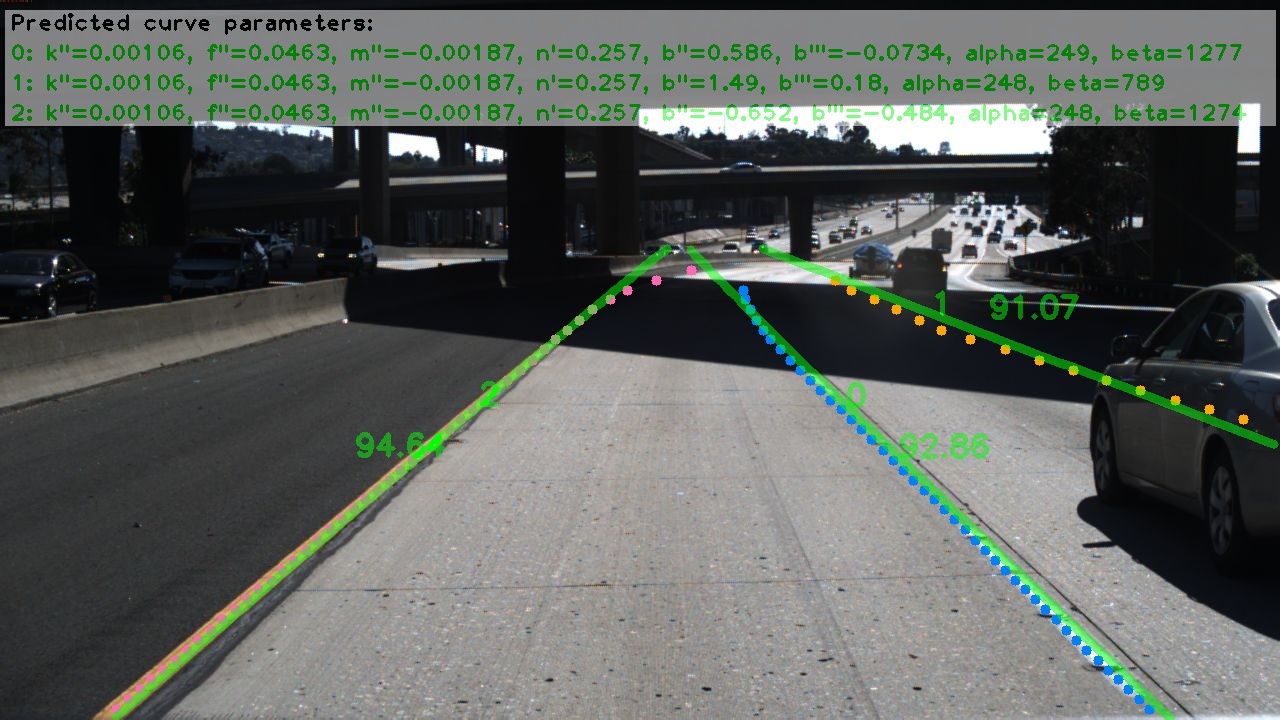 Predicted curve parameters:
0: k''=0.00106, f''=0.0463, m''=-0.00187, n'=0.257, b''=0.586, b'''=-0.0734, alpha=249, beta=1277
1: k''=0.00106, f''=0.0463, m''=-0.00187, n'=0.257, b''=1.49, b'''=0.18, alpha=248, beta=789
2: k''=0.00106, f''=0.0463, m''=-0.00187, n'=0.257, b''=-0.652, b'''=-0.484, alpha=248, beta=1274
1 91.07
2 0
94.64 92.86